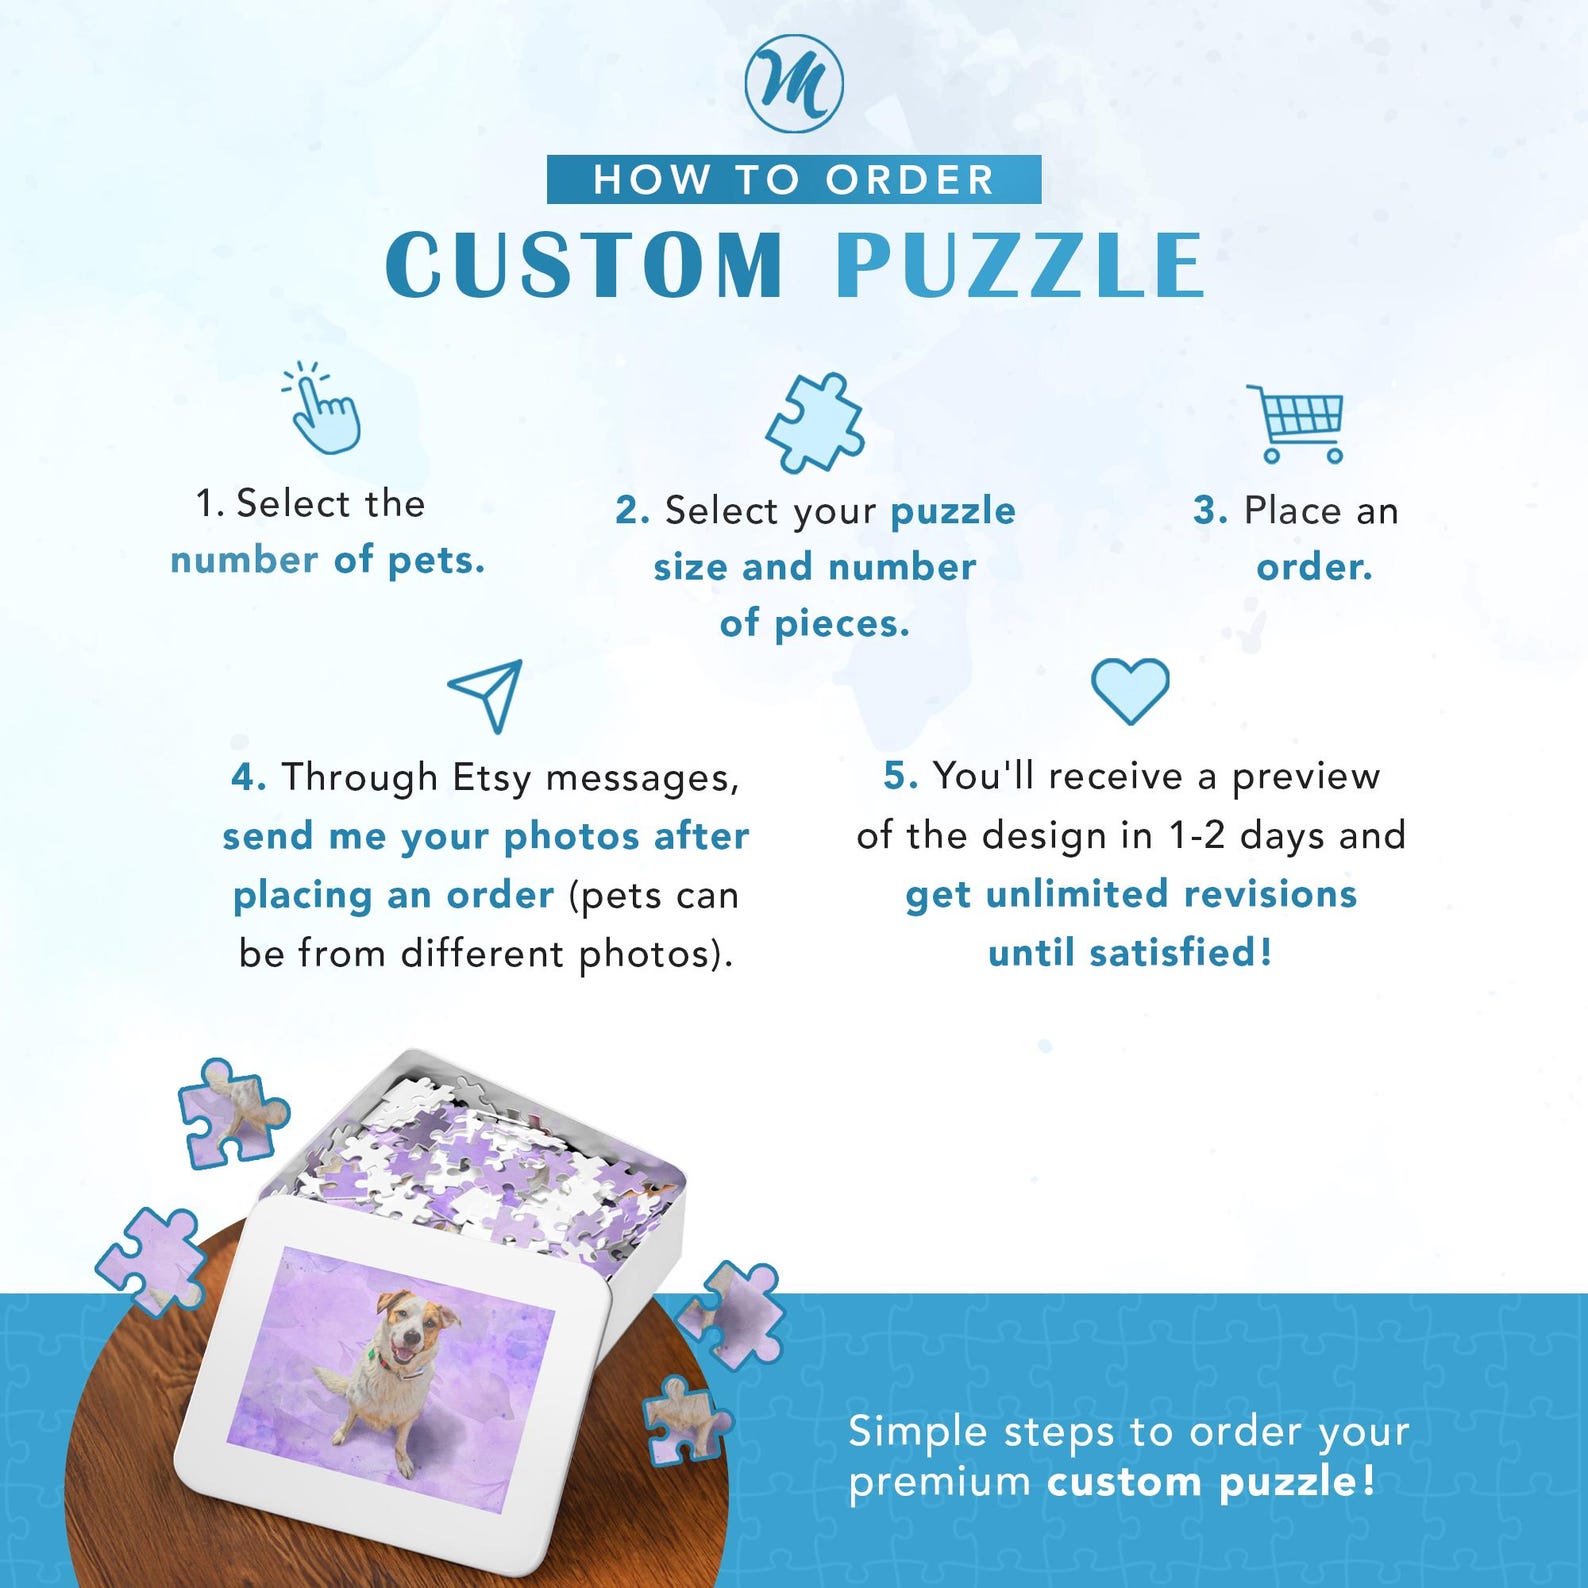 M
HOW TO ORDER
CUSTOM PUZZLE
1. Select the
number of pets.
2. Select your puzzle
size and number
of pieces.
3. Place an
order.
4. Through Etsy messages,
send me your photos after
placing an order (pets can
be from different photos).
5. You'll receive a preview
of the design in 1-2 days and
get unlimited revisions
until satisfied!
Simple steps to order your
premium custom puzzle!